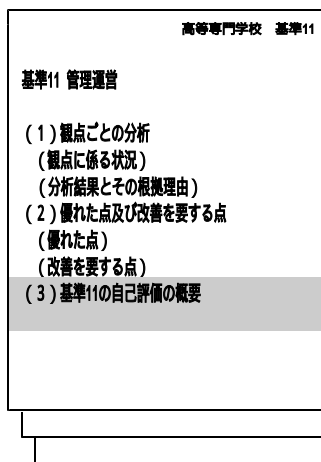 高等専門学校　基準11
基準11 管理運営
（１）観点ごとの分析
（観点に係る状況）
（分析結果とその根拠理由）
（２）優れた点及び改善を要する点
（優れた点）
（改善を要する点）
（３）基準11の自己評価の概要